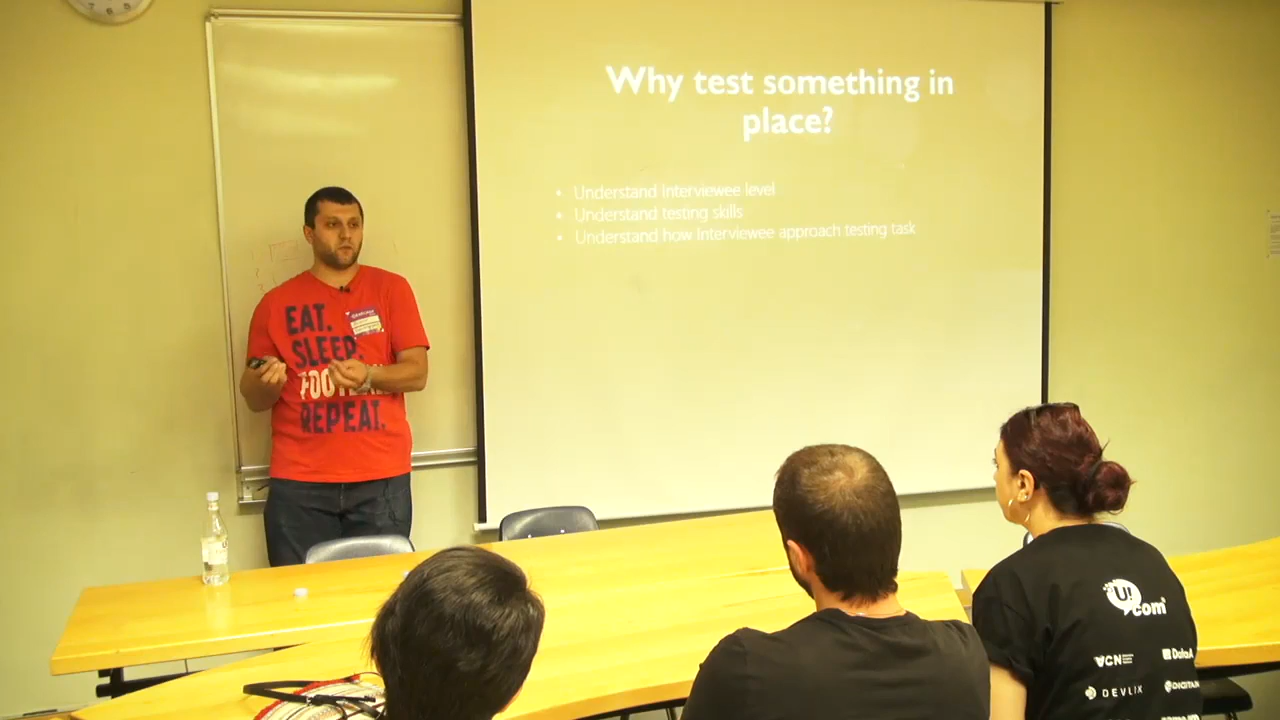 Why test something in
place?
• Understand Interviewee level
• Understand testing skills
• Understand how Interviewee approach testing task
EAT.
SLEEP.
REPEAT.
U!
com
VCN
DataA
DEVLIX
DIGITAIN